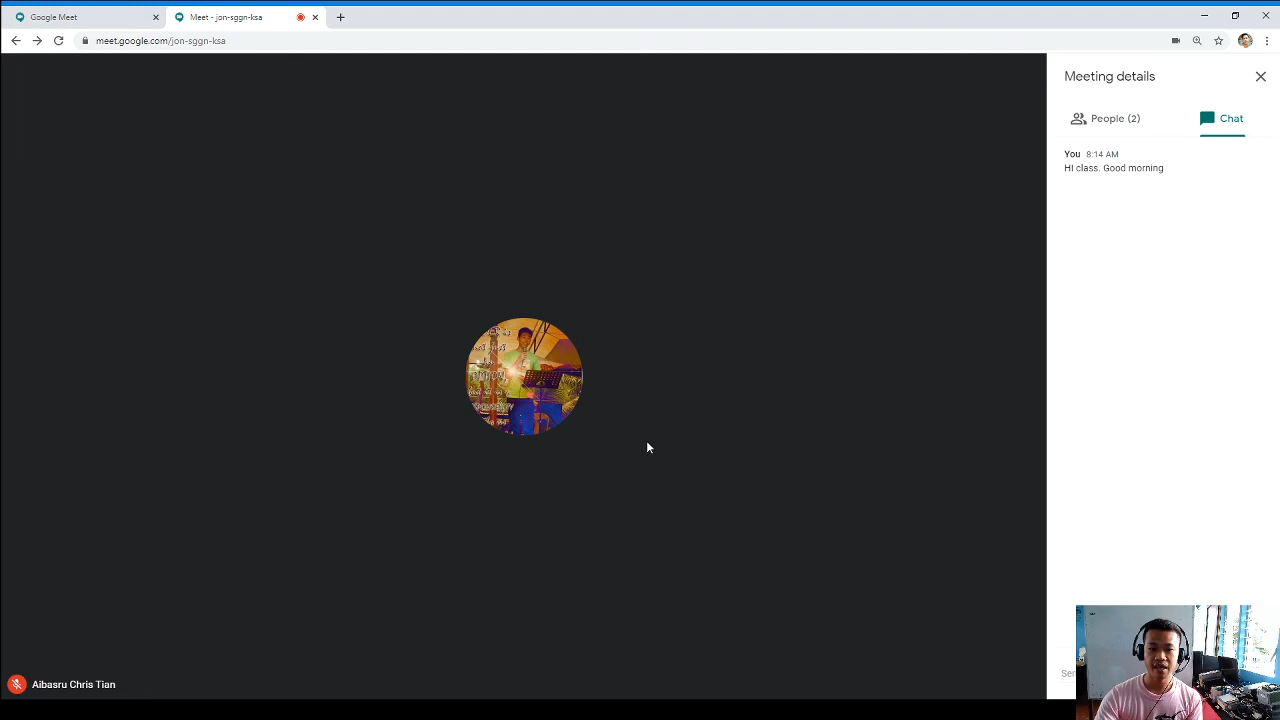 Google Meet
Meet - jon-sggn-ksa
meet.google.com/jon-sggn-ksa
Meeting details
People (2)
Chat
You 8:14 AM
HI class. Good morning
Aibasru Chris Tian